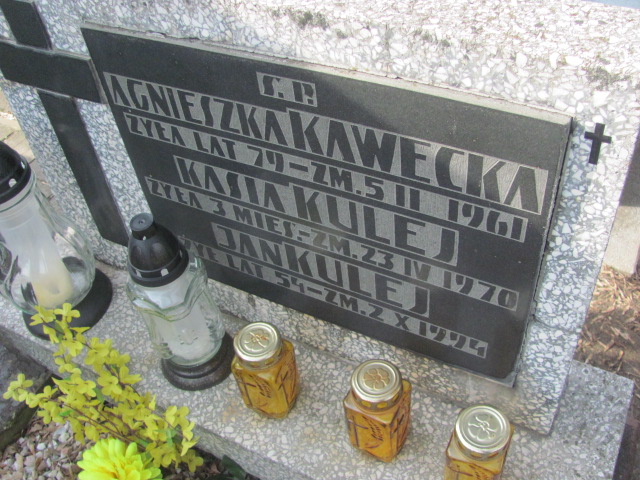 Ś.P.
AGNIESZKA KAWECKA
ŻYŁA LAT 79 – ZM. 5 II 1961
KASIA KULEJ
ŻYŁA 3 MIES. – ZM. 23 IV 1970
JAN KULEJ
ŻYŁ LAT 54 – ZM. 2 X 1994